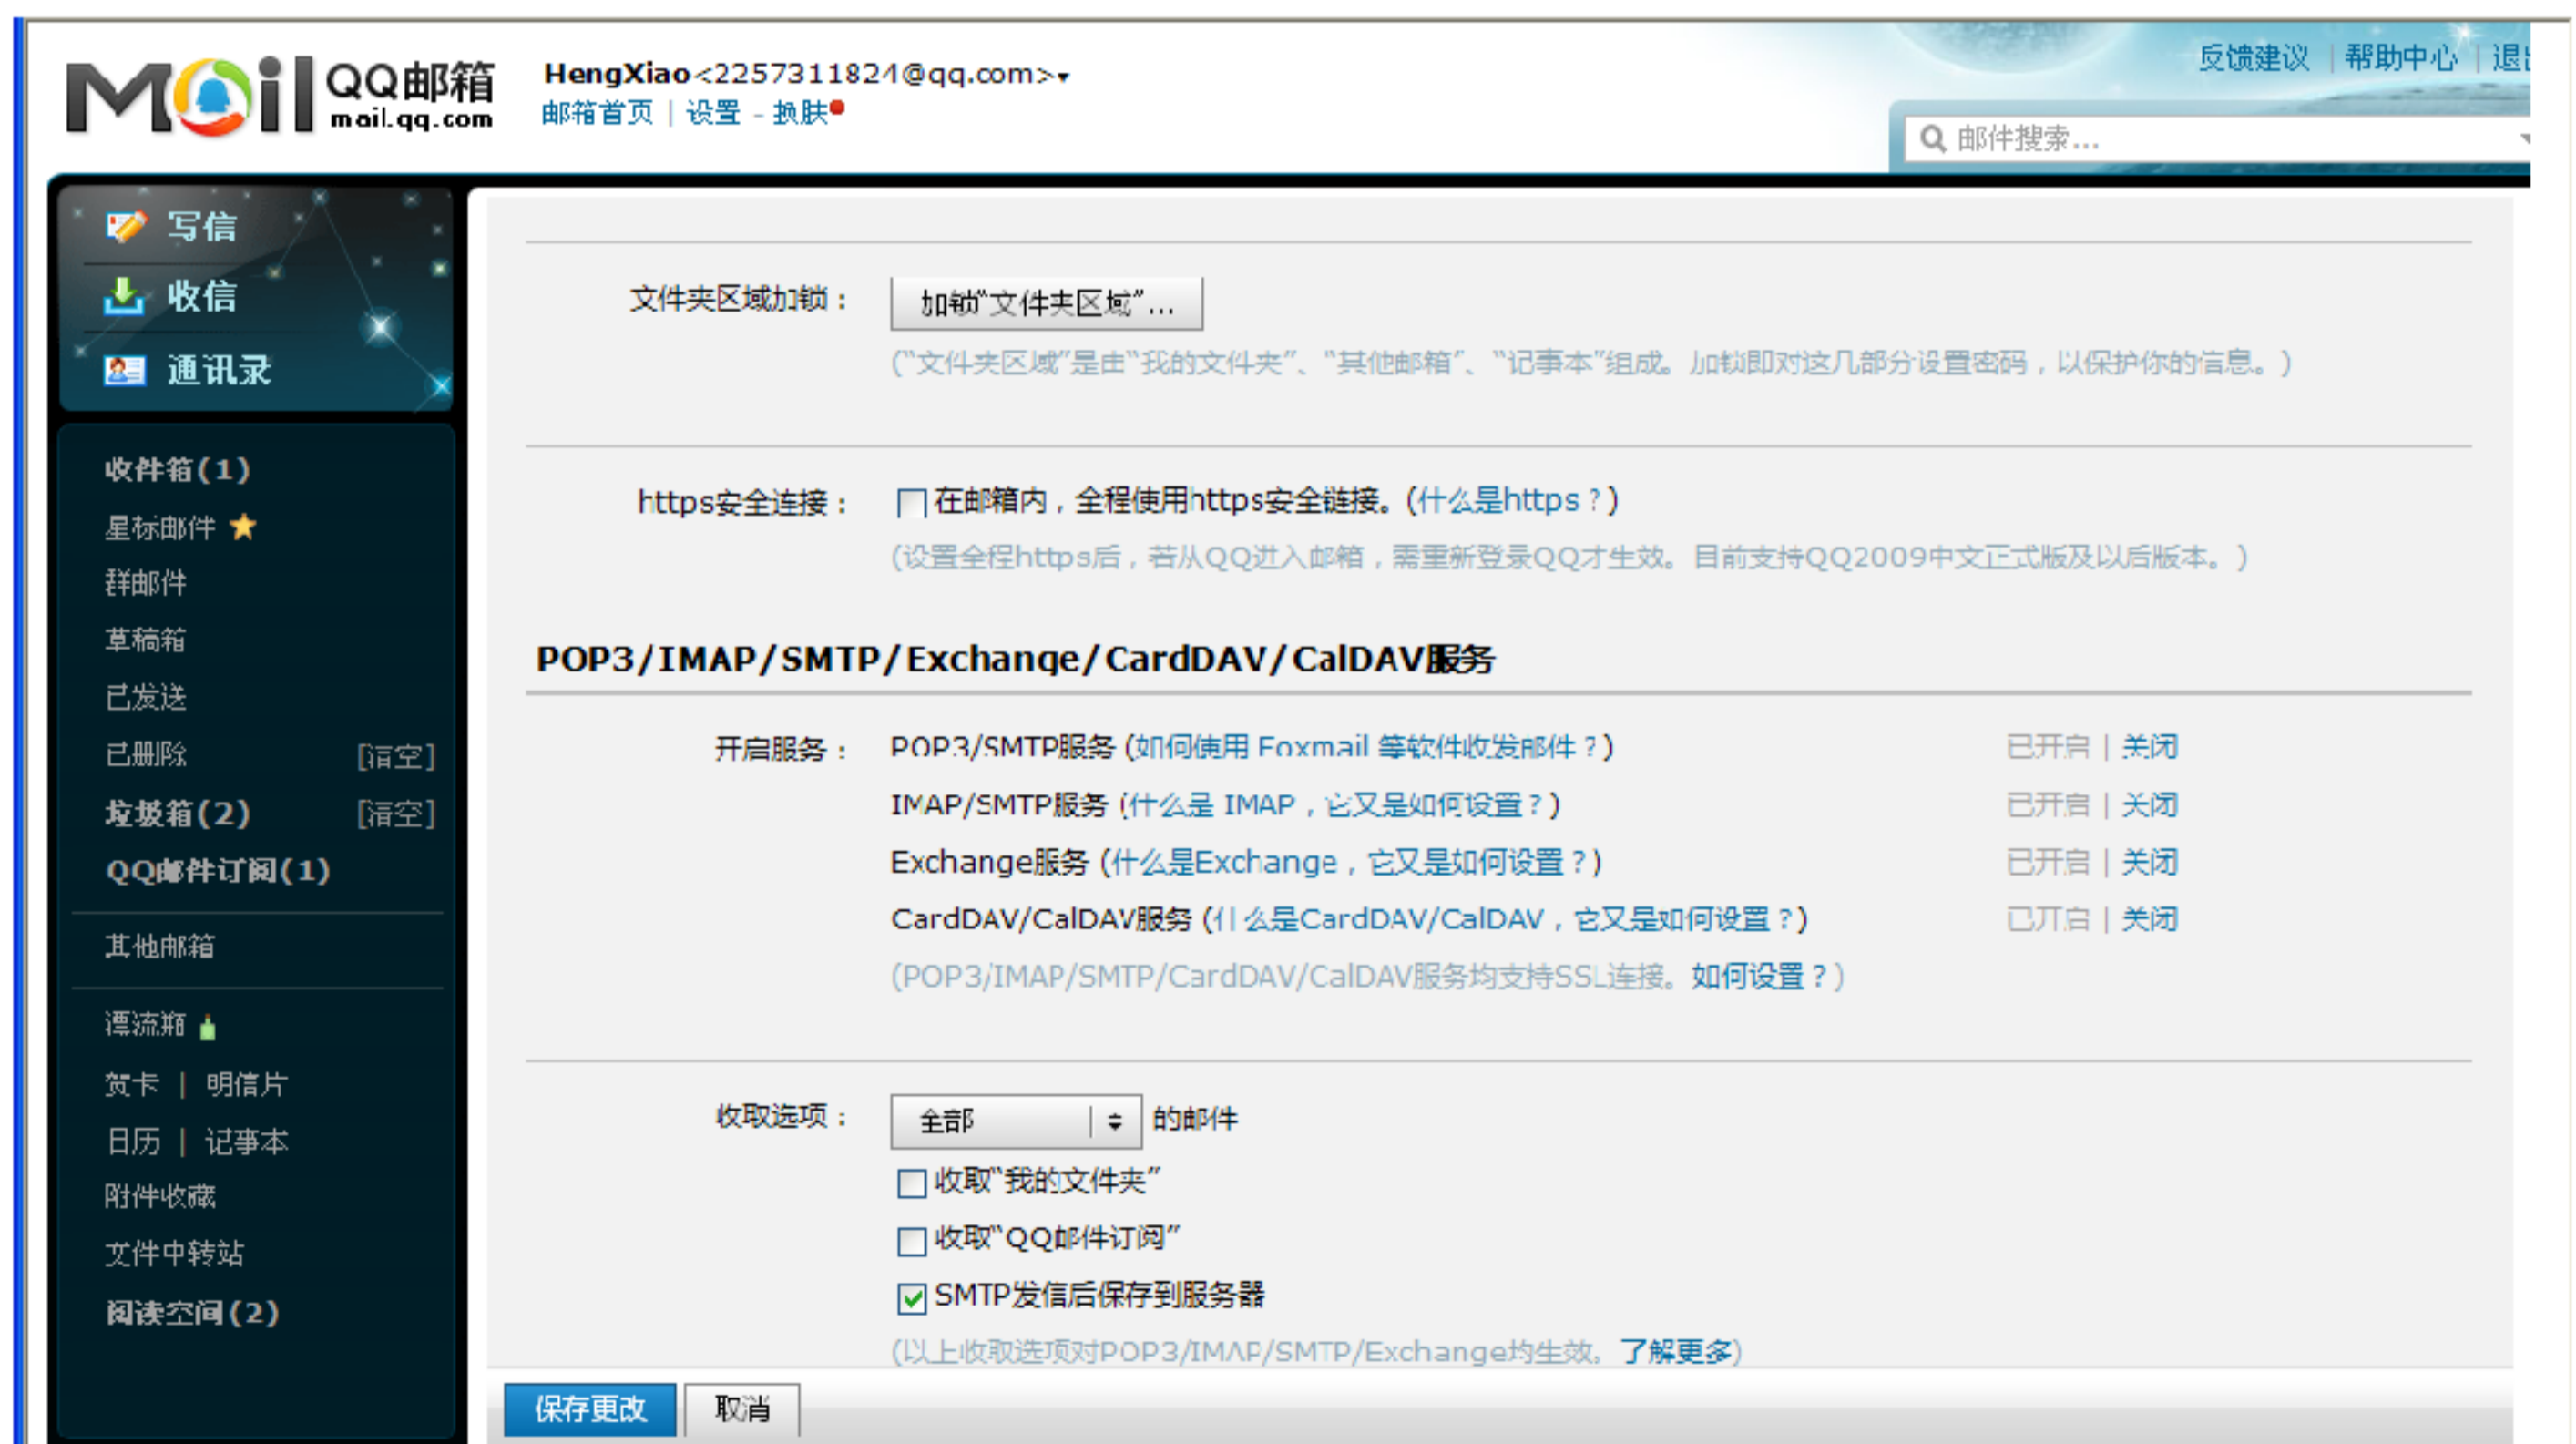 Mail QQ邮箱
mail.qq.com
HengXiao<2257311824@qq.com>
邮箱首页 | 设置 - 换肤
反馈建议 | 帮助中心 |
邮件搜索...
写信
收信
通讯录
收件箱(1)
星标邮件
群邮件
草稿箱
已发送
已删除 [清空]
垃圾箱(2) [清空]
QQ邮件订阅(1)
其他邮箱
漂流瓶
贺卡 | 明信片
日历 | 记事本
附件收藏
文件中转站
阅读空间(2)
文件夹区域加锁： 加锁“文件夹区域”...
(“文件夹区域”是由“我的文件夹”、“其他邮箱”、“记事本”组成。加锁即对这几部分设置密码，以保护你的信息。)
https安全连接： 在邮箱内，全程使用https安全链接。(什么是https？)
(设置全程https后，若从QQ进入邮箱，需重新登录QQ才生效。目前支持QQ2009中文正式版及以后版本。)
POP3/IMAP/SMTP/Exchange/CardDAV/CalDAV服务
开启服务： POP3/SMTP服务 (如何使用 Foxmail 等软件收发邮件？) 已开启 | 关闭
IMAP/SMTP服务 (什么是 IMAP，它又是如何设置？) 已开启 | 关闭
Exchange服务 (什么是Exchange，它又是如何设置？) 已开启 | 关闭
CardDAV/CalDAV服务 (什么是CardDAV/CalDAV，它又是如何设置？) 已开启 | 关闭
(POP3/IMAP/SMTP/CardDAV/CalDAV服务均支持SSL连接。如何设置？)
收取选项： 全部 的邮件
收取“我的文件夹”
收取“QQ邮件订阅”
SMTP发信后保存到服务器
(以上收取选项对POP3/IMAP/SMTP/Exchange均生效。了解更多)
保存更改 取消